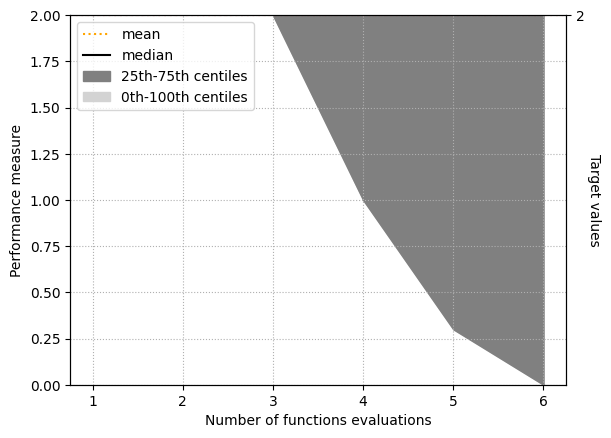 2.00
1.75
1.50
1.25
1.00
0.75
0.50
0.25
0.00
Performance measure
mean
median
25th-75th centiles
0th-100th centiles
2
Target values
1 2 3 4 5 6
Number of functions evaluations